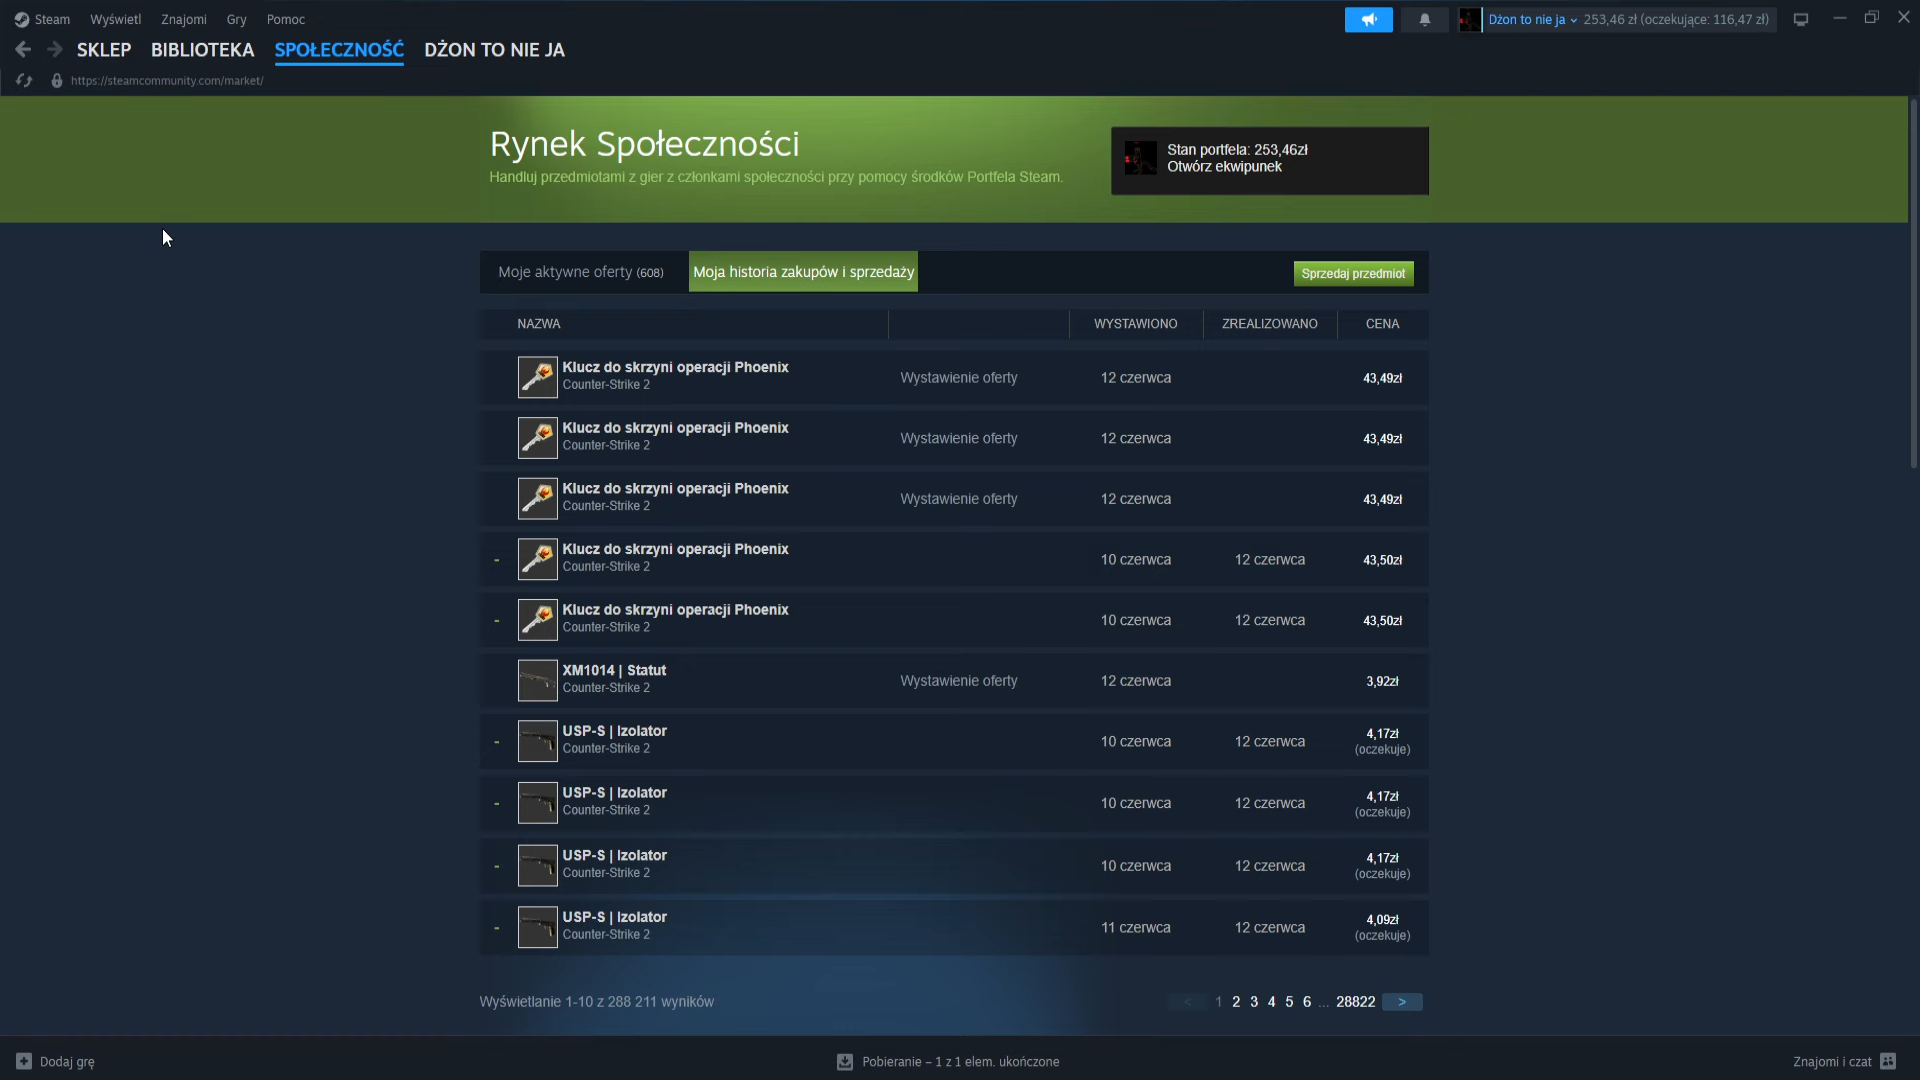 Steam Wyświetl Znajomi Gry Pomoc
Dżon to nie ja 253,46 zł (oczekujące: 116,47 zł)
SKLEP BIBLIOTEKA SPOŁECZNOŚĆ DŻON TO NIE JA
https://steamcommunity.com/market/
Rynek Społeczności
Handluj przedmiotami z gier z członkami społeczności przy pomocy środków Portfela Steam.
Stan portfela: 253,46zł
Otwórz ekwipunek
Moje aktywne oferty (608) Moja historia zakupów i sprzedaży Sprzedaj przedmiot
NAZWA WYSTAWIONO ZREALIZOWANO CENA
Klucz do skrzyni operacji Phoenix
Counter-Strike 2
Wystawienie oferty 12 czerwca 43,49zł
Klucz do skrzyni operacji Phoenix
Counter-Strike 2
Wystawienie oferty 12 czerwca 43,49zł
Klucz do skrzyni operacji Phoenix
Counter-Strike 2
Wystawienie oferty 12 czerwca 43,49zł
- Klucz do skrzyni operacji Phoenix
Counter-Strike 2
10 czerwca 12 czerwca 43,50zł
- Klucz do skrzyni operacji Phoenix
Counter-Strike 2
10 czerwca 12 czerwca 43,50zł
XM1014 | Statut
Counter-Strike 2
Wystawienie oferty 12 czerwca 3,92zł
- USP-S | Izolator
Counter-Strike 2
10 czerwca 12 czerwca 4,17zł
(oczekuje)
- USP-S | Izolator
Counter-Strike 2
10 czerwca 12 czerwca 4,17zł
(oczekuje)
- USP-S | Izolator
Counter-Strike 2
10 czerwca 12 czerwca 4,17zł
(oczekuje)
- USP-S | Izolator
Counter-Strike 2
11 czerwca 12 czerwca 4,09zł
(oczekuje)
Wyświetlanie 1-10 z 288 211 wyników
< 1 2 3 4 5 6 ... 28822 >
Dodaj grę
Pobieranie – 1 z 1 elem. ukończone
Znajomi i czat